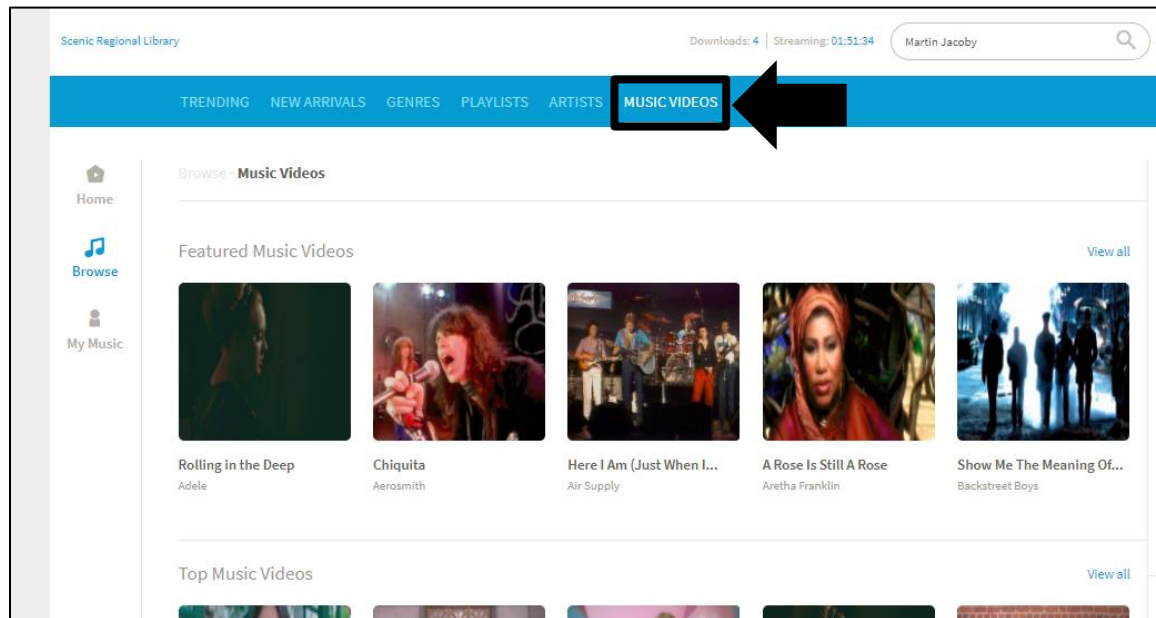 Scenic Regional Library
Downloads: 4 | Streaming: 01:51:34
Martin Jacoby
TRENDING NEW ARRIVALS GENRES PLAYLISTS ARTISTS MUSIC VIDEOS
Home
Browse
My Music
Browse - Music Videos
Featured Music Videos
View all
Rolling in the Deep
Adele
Chiquita
Aerosmith
Here I Am (Just When I...
Air Supply
A Rose Is Still A Rose
Aretha Franklin
Show Me The Meaning Of...
Backstreet Boys
Top Music Videos
View all